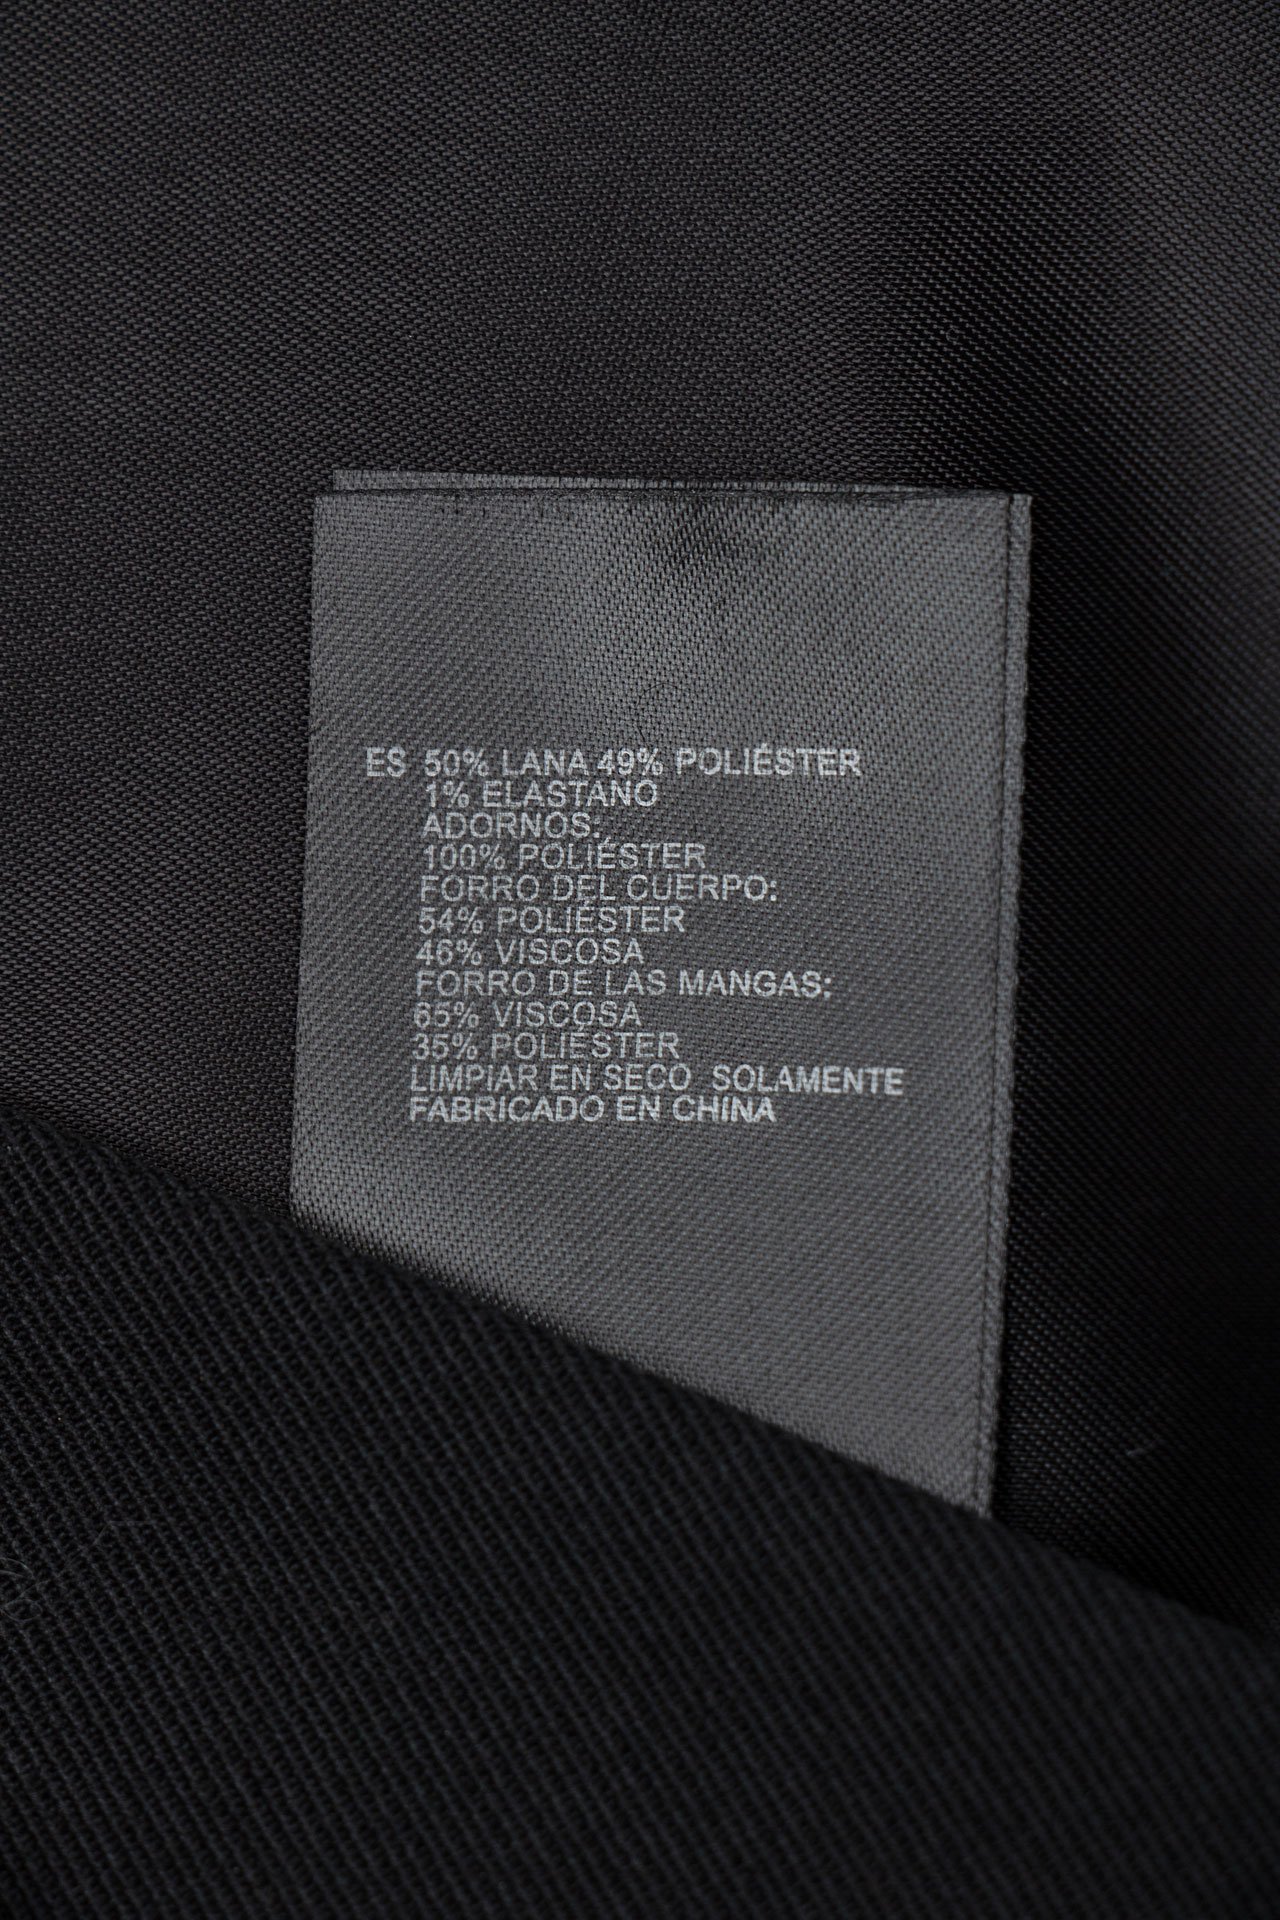 ES 50% LANA 49% POLIÉSTER
1% ELASTANO
ADORNOS.
100% POLIÉSTER
FORRO DEL CUERPO:
54% POLIÉSTER
46% VISCOSA
FORRO DE LAS MANGAS:
65% VISCOSA
35% POLIÉSTER
LIMPIAR EN SECO SOLAMENTE
FABRICADO EN CHINA